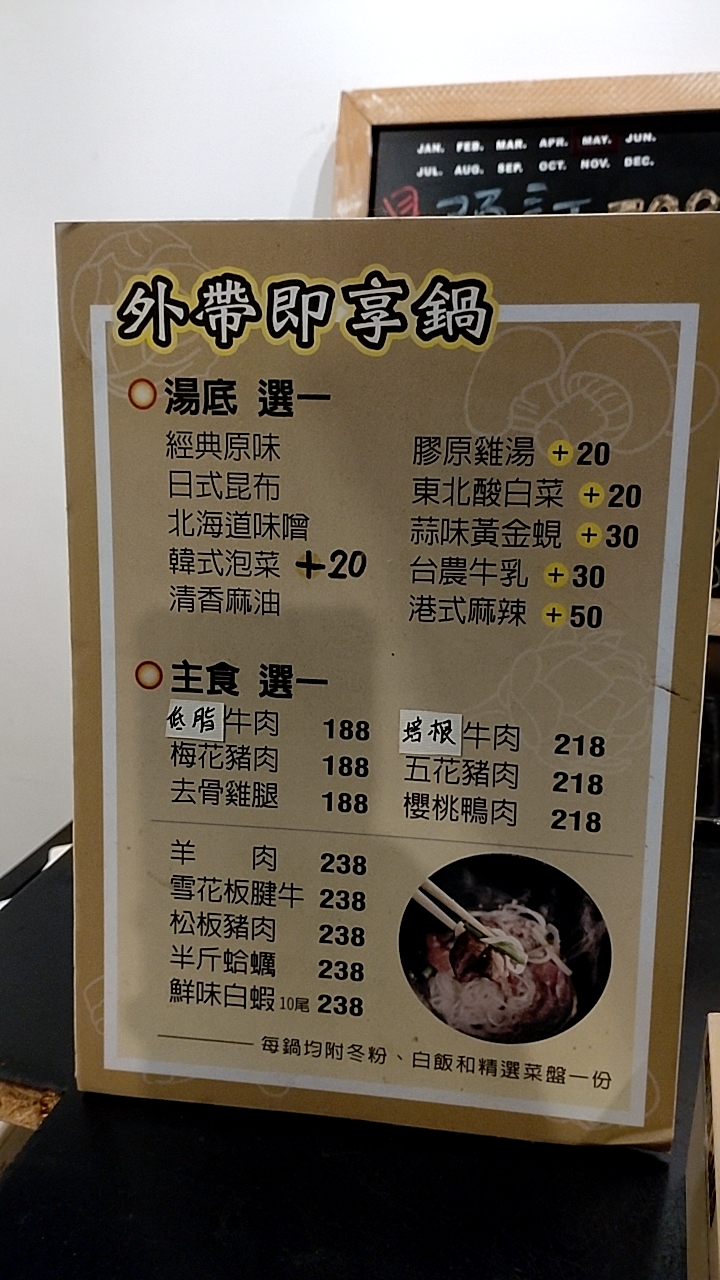 JAN. FEB. MAR. APR. MAY. JUN.
JUL. AUG. SEP. OCT. NOV. DEC.
外帶即享鍋
湯底 選一
經典原味
日式昆布
北海道味噌
韓式泡菜 +20
清香麻油
膠原雞湯 +20
東北酸白菜 +20
蒜味黃金蜆 +30
台農牛乳 +30
港式麻辣 +50
主食 選一
低脂牛肉 188
梅花豬肉 188
去骨雞腿 188
培根牛肉 218
五花豬肉 218
櫻桃鴨肉 218
羊 肉 238
雪花板腱牛 238
松板豬肉 238
半斤蛤蠣 238
鮮味白蝦 10尾 238
每鍋均附冬粉、白飯和精選菜盤一份